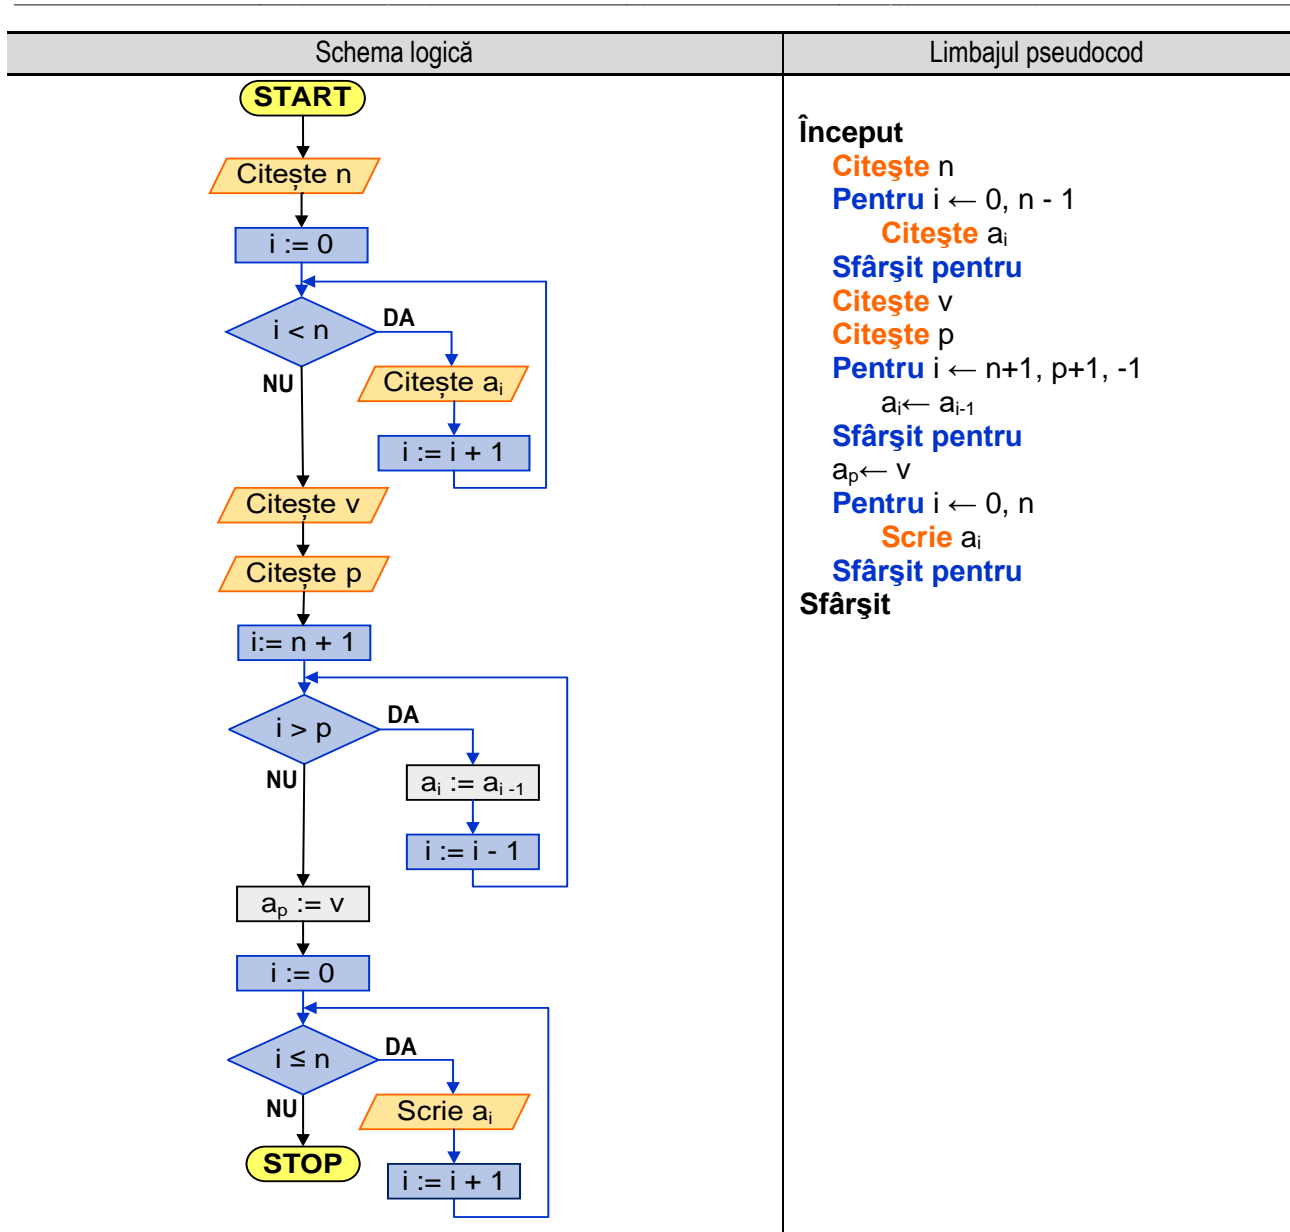 Schema logică
Limbajul pseudocod
START
Citește n
i := 0
i < n
DA
NU
Citește aᵢ
i := i + 1
Citește v
Citește p
i:= n + 1
i > p
DA
NU
aᵢ := aᵢ ₋₁
i := i - 1
aₚ := v
i := 0
i ≤ n
DA
NU
Scrie aᵢ
i := i + 1
STOP
Început
Citeşte n
Pentru i ← 0, n - 1
Citeşte aᵢ
Sfârşit pentru
Citeşte v
Citeşte p
Pentru i ← n+1, p+1, -1
aᵢ← aᵢ₋₁
Sfârşit pentru
aₚ← v
Pentru i ← 0, n
Scrie aᵢ
Sfârşit pentru
Sfârşit